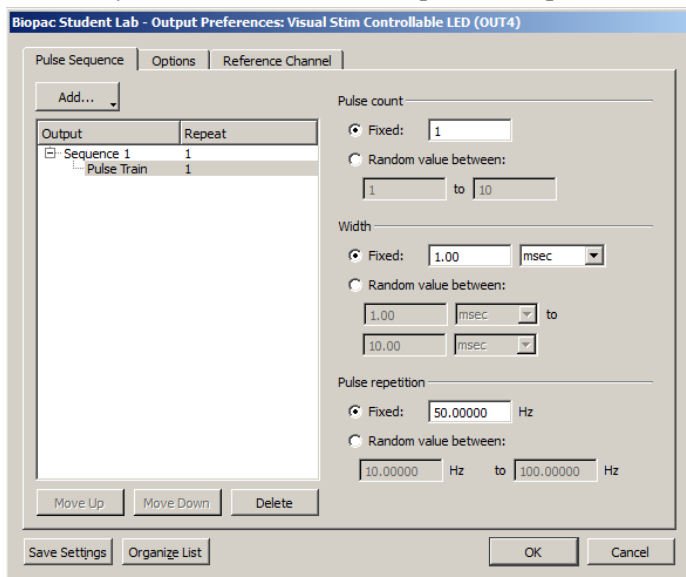 Biopac Student Lab - Output Preferences: Visual Stim Controllable LED (OUT4)
Pulse Sequence Options Reference Channel
Add...
Output Repeat
Sequence 1 1
Pulse Train 1
Move Up Move Down Delete
Pulse count
Fixed: 1
Random value between:
1 to 10
Width
Fixed: 1.00 msec
Random value between:
1.00 msec to
10.00 msec
Pulse repetition
Fixed: 50.00000 Hz
Random value between:
10.00000 Hz to 100.00000 Hz
Save Settings Organize List OK Cancel